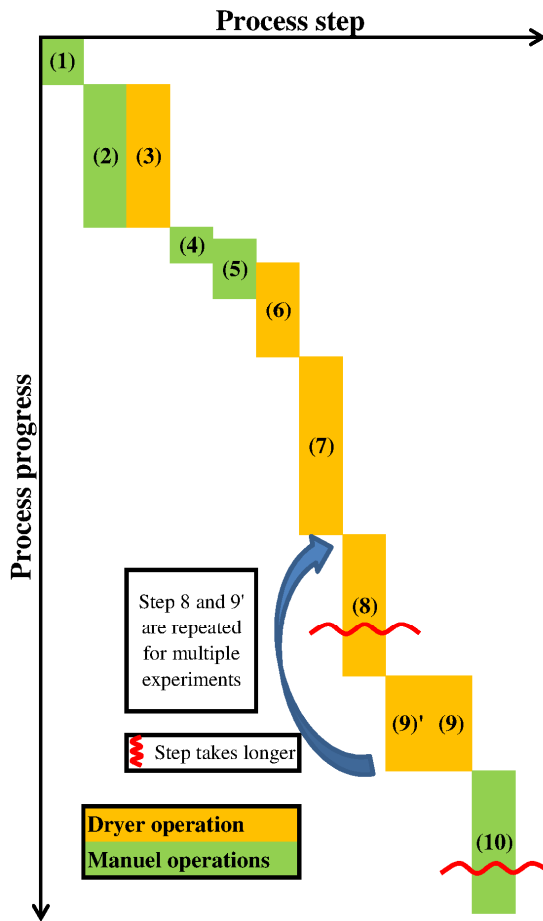 Process step
(1)
(2) (3)
(4)
(5)
(6)
(7)
Process progress
(8)
Step 8 and 9'
are repeated
for multiple
experiments
(9)' (9)
Step takes longer
Dryer operation
Manuel operations
(10)